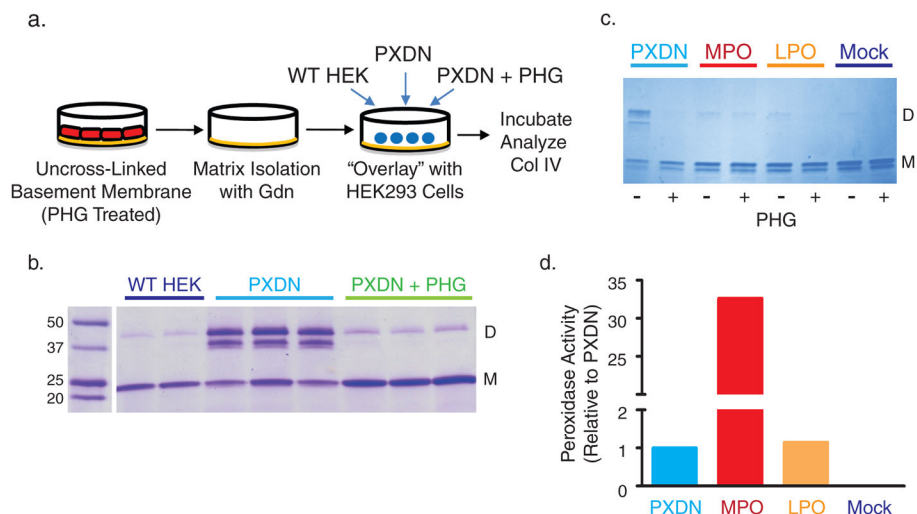 a.
PXDN
WT HEK
PXDN + PHG
Uncross-Linked
Basement Membrane
(PHG Treated)
Matrix Isolation
with Gdn
“Overlay” with
HEK293 Cells
Incubate
Analyze
Col IV
b.
WT HEK PXDN PXDN + PHG
50
37
25
20
D
M
c.
PXDN MPO LPO Mock
D
M
- + - + - + - +
PHG
d.
Peroxidase Activity
(Relative to PXDN)
35
25
2
1
0
PXDN MPO LPO Mock